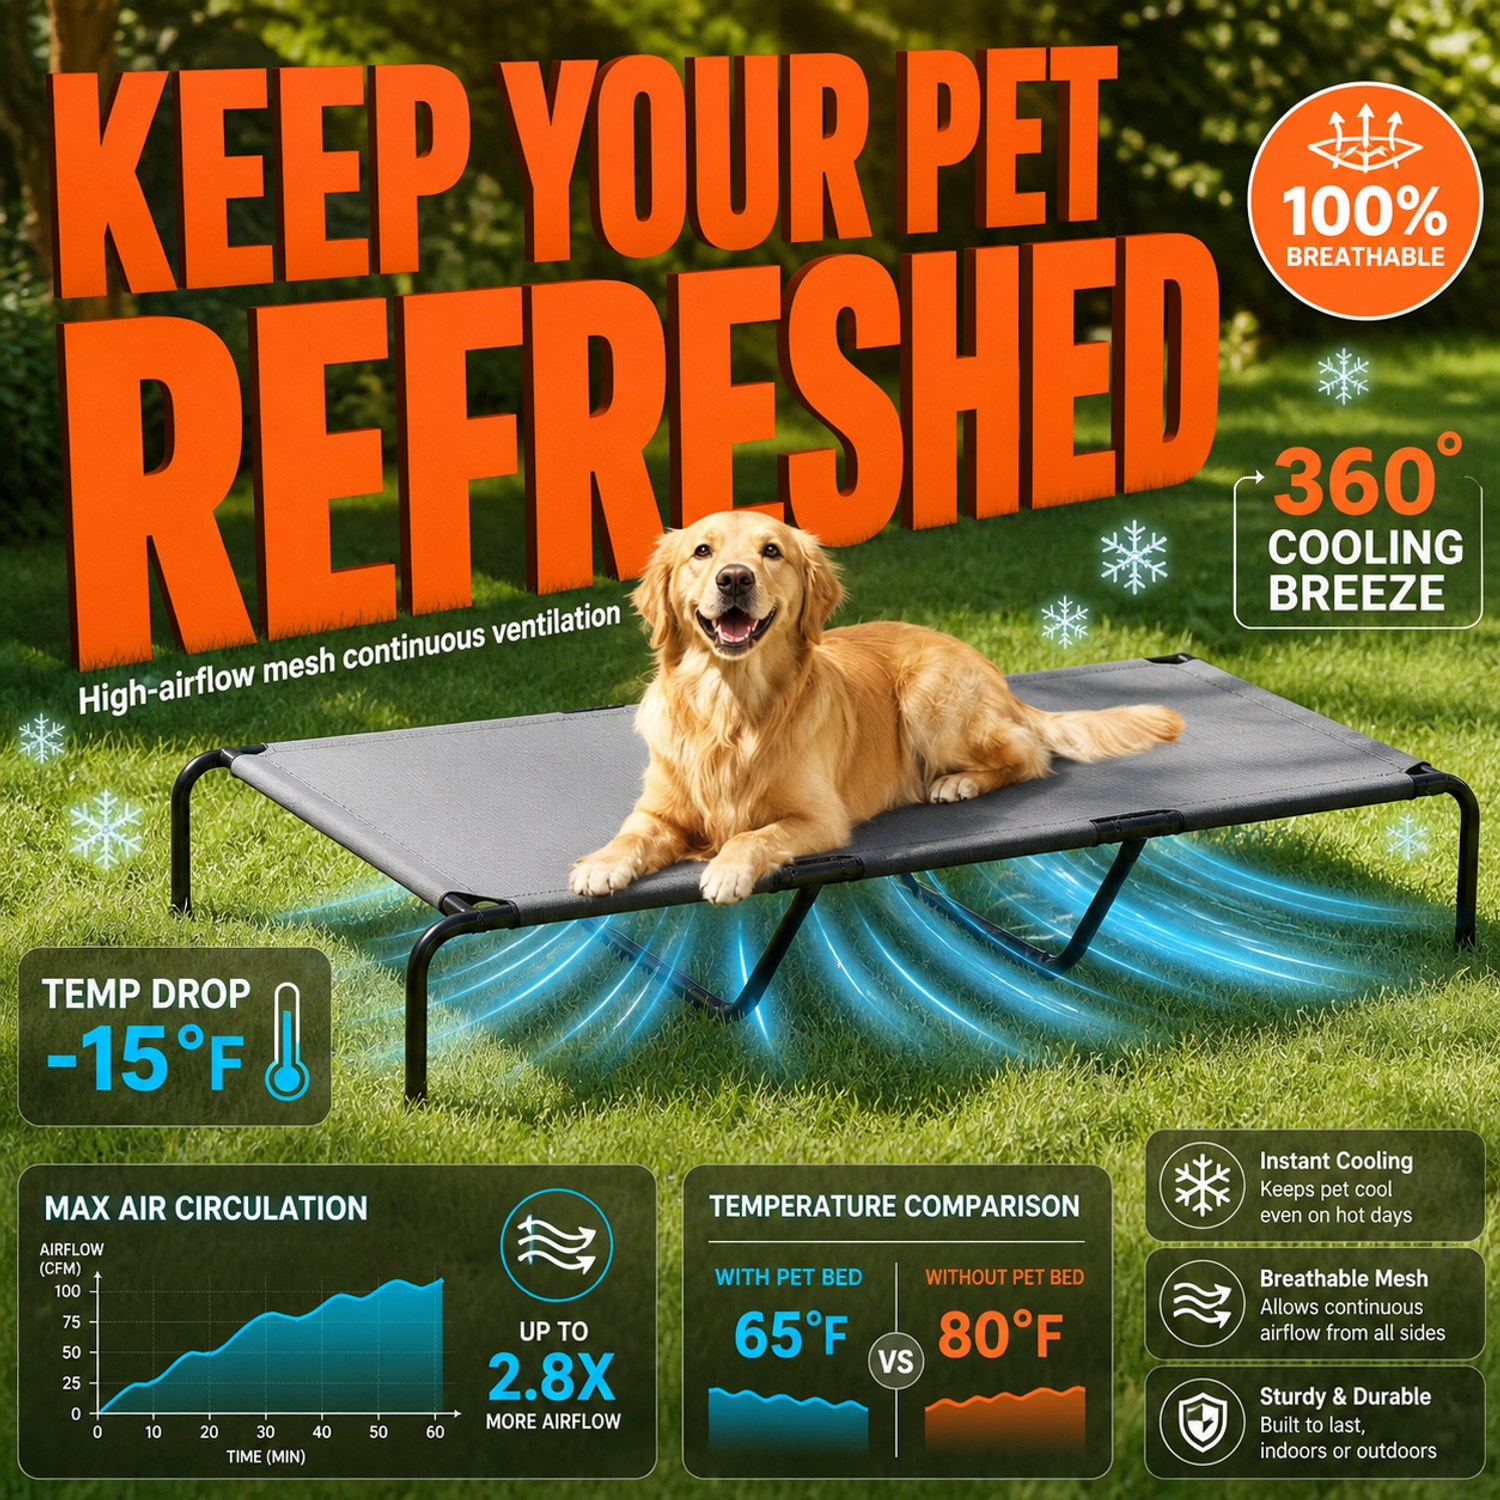 KEEP YOUR PET
REFRESHED
High-airflow mesh continuous ventilation
100%
BREATHABLE
360°
COOLING
BREEZE
TEMP DROP
-15°F
MAX AIR CIRCULATION
AIRFLOW
(CFM)
100
75
50
25
0
0 10 20 30 40 50 60
TIME (MIN)
UP TO
2.8X
MORE AIRFLOW
TEMPERATURE COMPARISON
WITH PET BED
65°F
VS
WITHOUT PET BED
80°F
Instant Cooling
Keeps pet cool
even on hot days
Breathable Mesh
Allows continuous
airflow from all sides
Sturdy & Durable
Built to last,
indoors or outdoors